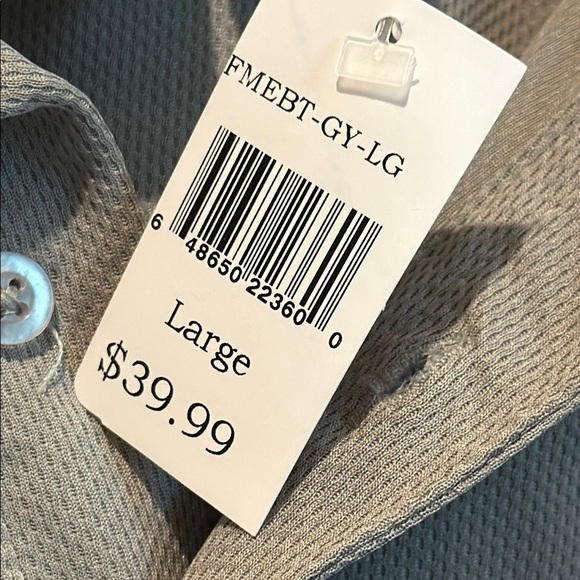 FMEBT-GY-LG
6 48650 22360 0
Large
$39.99